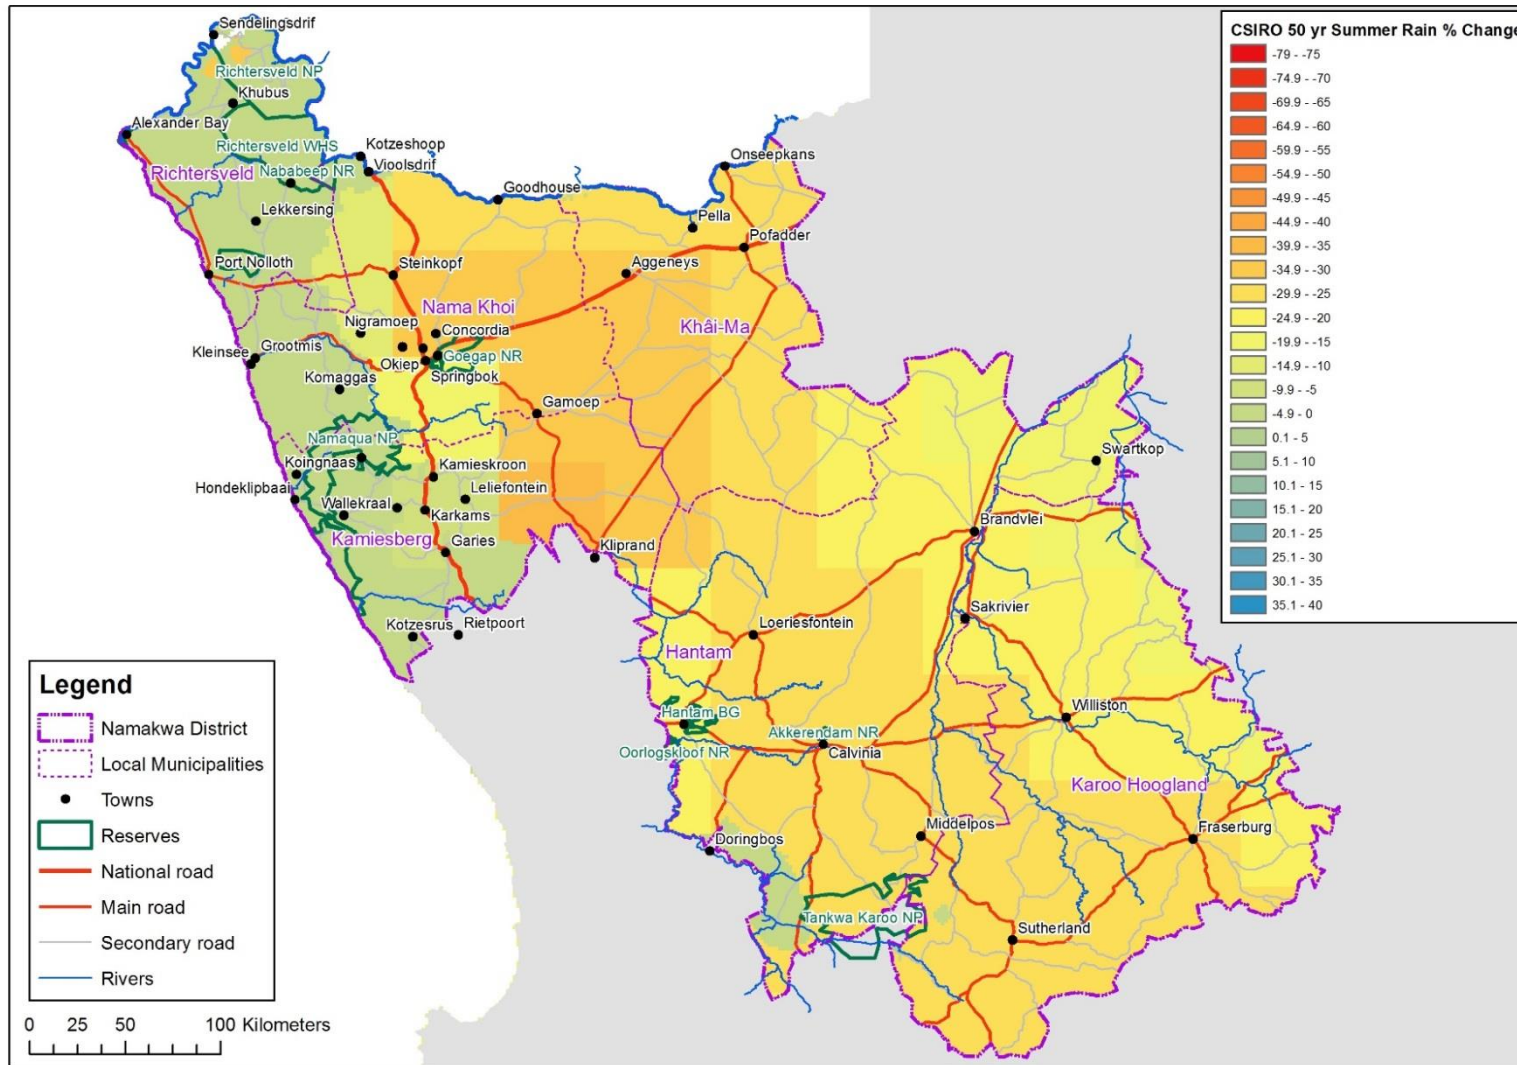 Sendelingsdrif
Richtersveld NP
Khubus
Alexander Bay
Richtersveld WHS
Kotzeshoop
Vioolsdrif
Richtersveld
Nababeep NR
Goodhouse
Onseepkans
Lekkersing
Pella
Pofadder
Port Nolloth
Steinkopf
Aggeneys
Nama Khoi
Khâi-Ma
Nigramoep
Concordia
Kleinsee
Grootmis
Okiep
Goegap NR
Springbok
Komaggas
Gamoep
Namaqua NP
Koingnaas
Kamieskroon
Swartkop
Hondeklipbaai
Leliefontein
Wallekraal
Karkams
Brandvlei
Kamiesberg
Garies
Kliprand
Sakrivier
Kotzesrus
Rietpoort
Loeriesfontein
Hantam
Hantam BG
Williston
Akkerendam NR
Oorlogskloof NR
Calvinia
Karoo Hoogland
Middelpos
Fraserburg
Doringbos
Tankwa Karoo NP
Sutherland
CSIRO 50 yr Summer Rain % Change
-79 - -75
-74.9 - -70
-69.9 - -65
-64.9 - -60
-59.9 - -55
-54.9 - -50
-49.9 - -45
-44.9 - -40
-39.9 - -35
-34.9 - -30
-29.9 - -25
-24.9 - -20
-19.9 - -15
-14.9 - -10
-9.9 - -5
-4.9 - 0
0.1 - 5
5.1 - 10
10.1 - 15
15.1 - 20
20.1 - 25
25.1 - 30
30.1 - 35
35.1 - 40
Legend
Namakwa District
Local Municipalities
Towns
Reserves
National road
Main road
Secondary road
Rivers
0 25 50 100 Kilometers